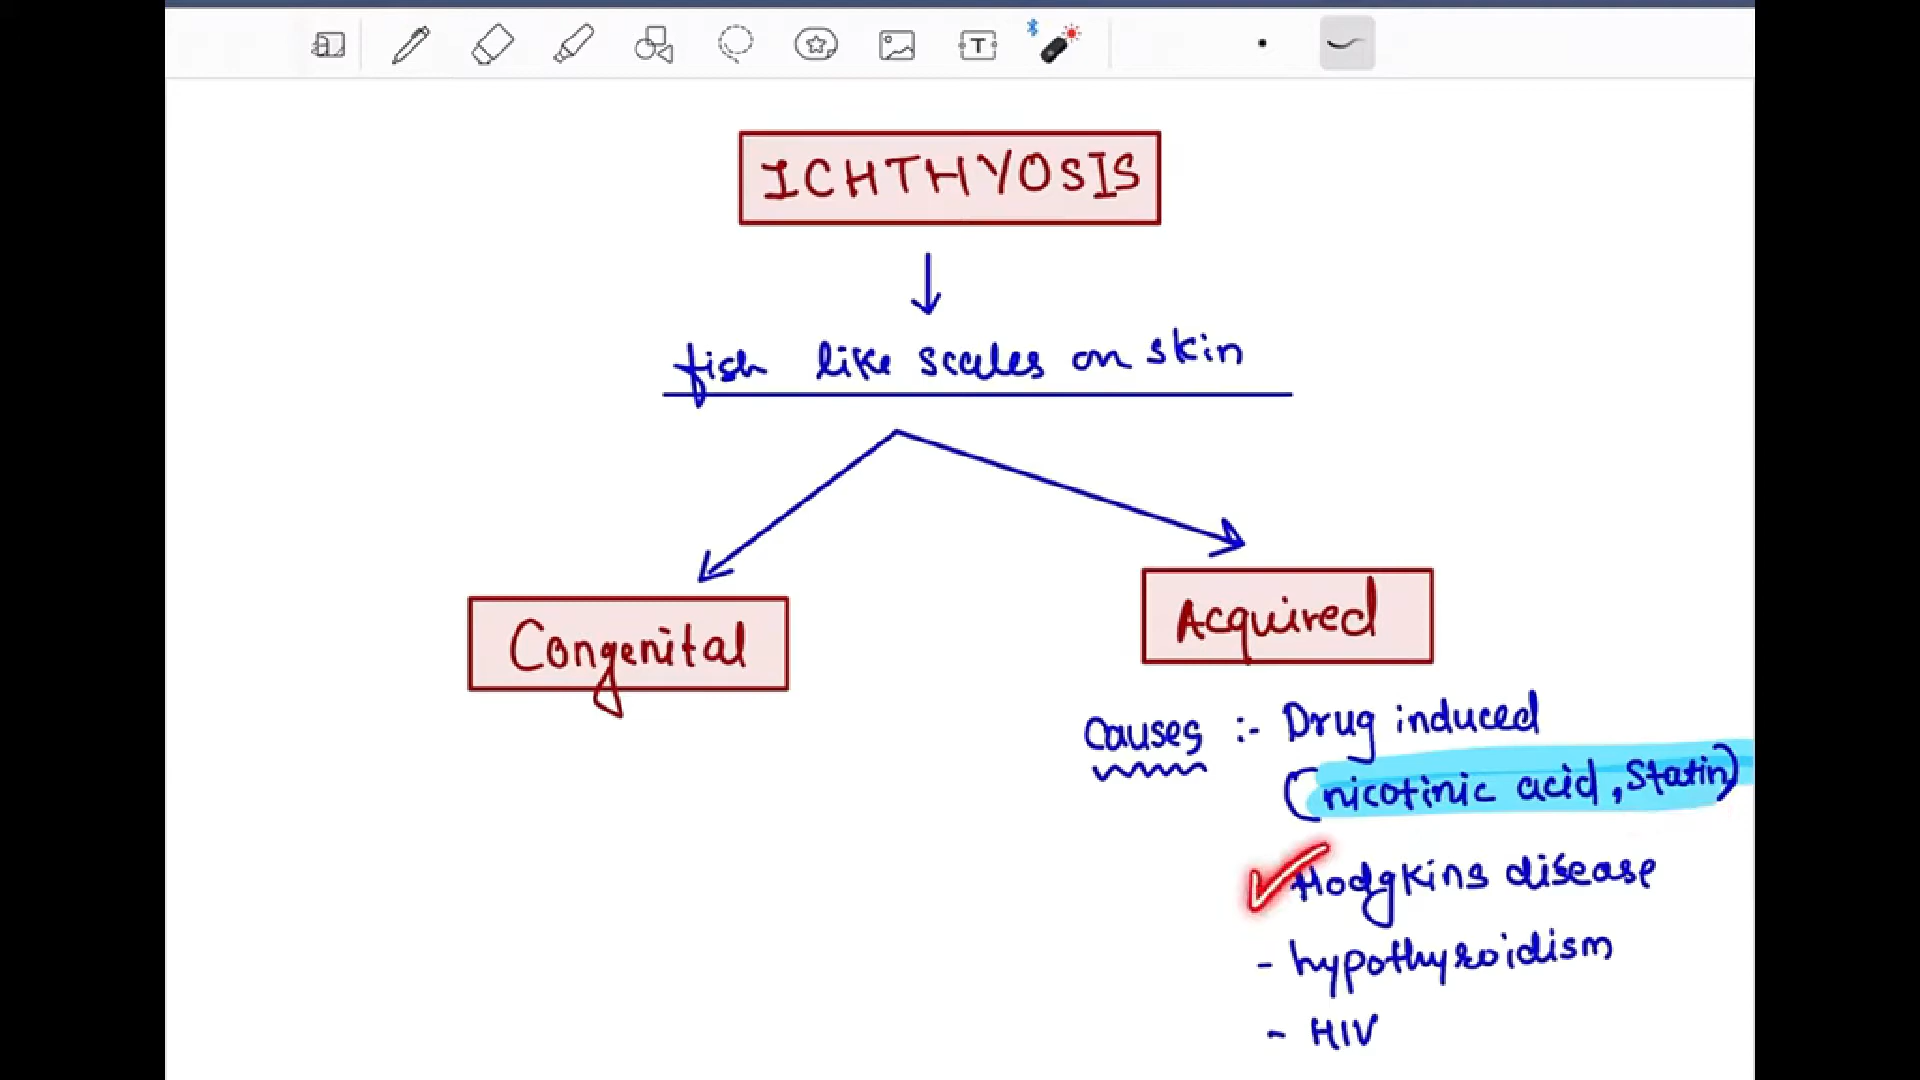 T
ICHTHYOSIS
fish like scales on skin
Congenital
Acquired
Causes :- Drug induced
(nicotinic acid, Statin)
Hodgkins disease
- hypothyroidism
- HIV